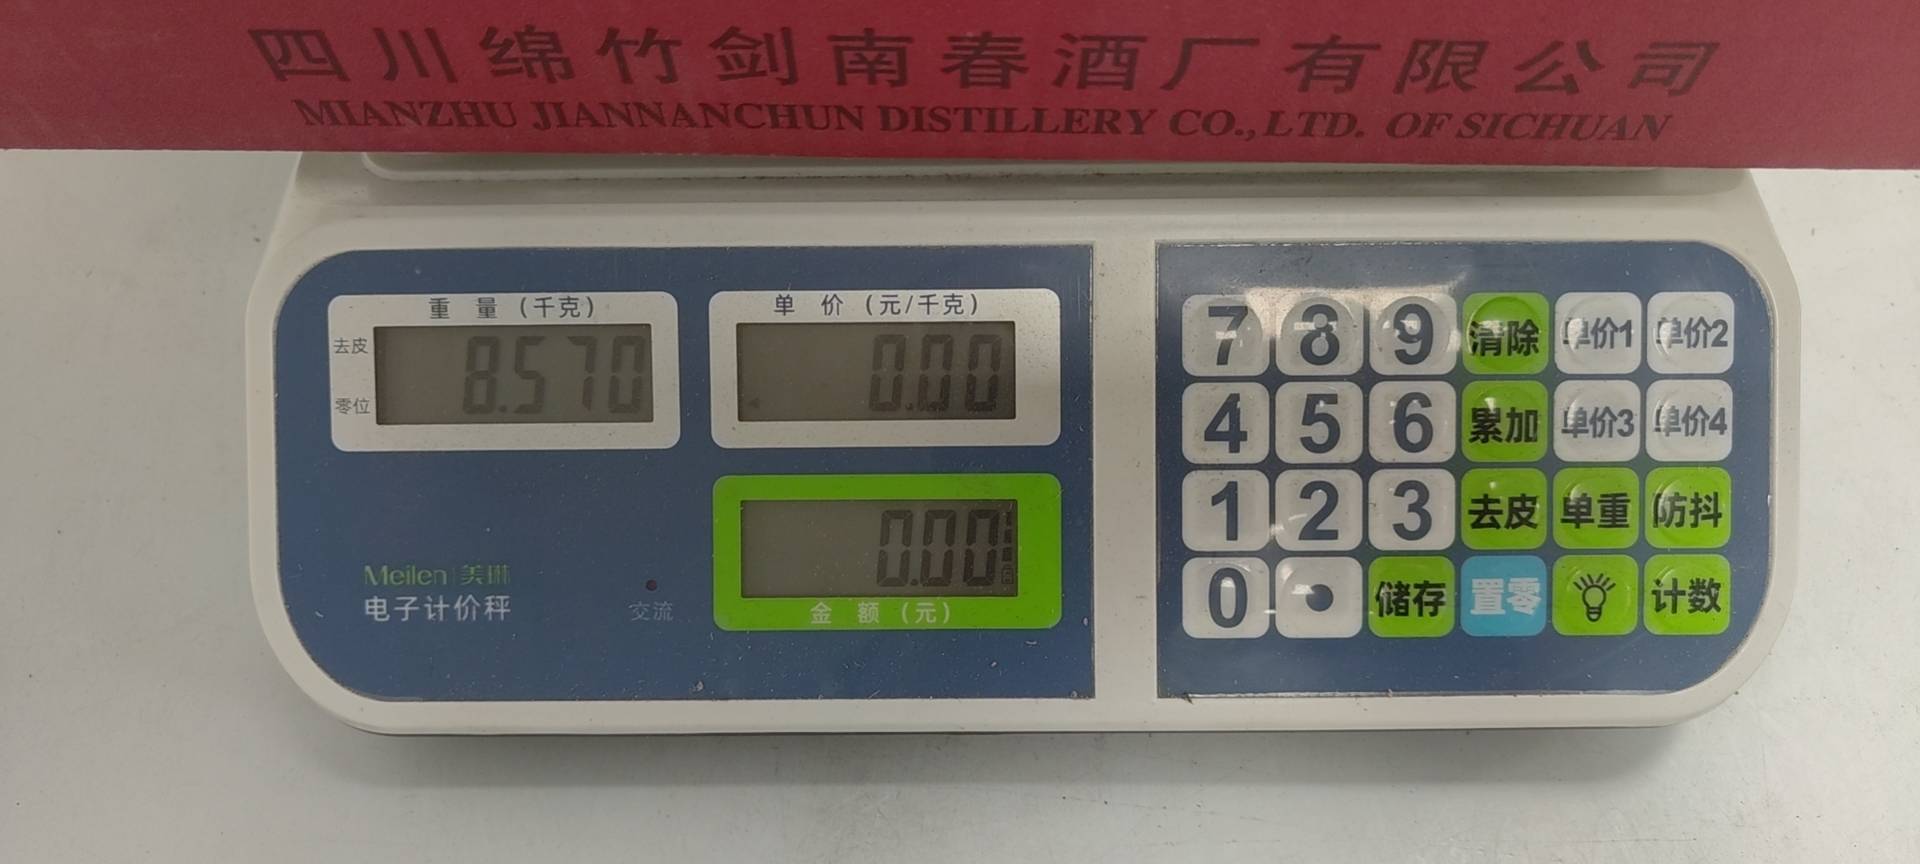 四川绵竹剑南春酒厂有限公司
MIANZHU JIANNANCHUN DISTILLERY CO.,LTD. OF SICHUAN
重 量 (千克)
去皮
8.570
零位
单 价 (元/千克)
0.00
0.00
金 额 (元)
Meilen 美琳
电子计价秤
交流
7 8 9 清除 单价1 单价2
4 5 6 累加 单价3 单价4
1 2 3 去皮 单重 防抖
0 . 储存 置零 计数